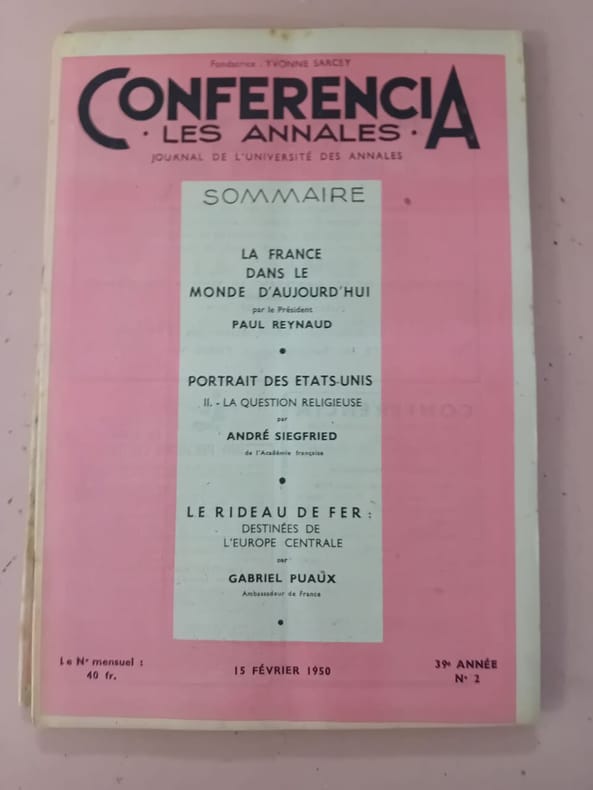 Fondatrice : YVONNE SARCEY
CONFERENCIA
· LES ANNALES ·
JOURNAL DE L'UNIVERSITÉ DES ANNALES
SOMMAIRE
LA FRANCE
DANS LE
MONDE D'AUJOURD'HUI
par le Président
PAUL REYNAUD
•
PORTRAIT DES ETATS-UNIS
II. - LA QUESTION RELIGIEUSE
par
ANDRÉ SIEGFRIED
de l'Académie française
•
LE RIDEAU DE FER :
DESTINÉES DE
L'EUROPE CENTRALE
par
GABRIEL PUAUX
Ambassadeur de France
•
Le N° mensuel :
40 fr.
15 FÉVRIER 1950
39e ANNÉE
N° 2